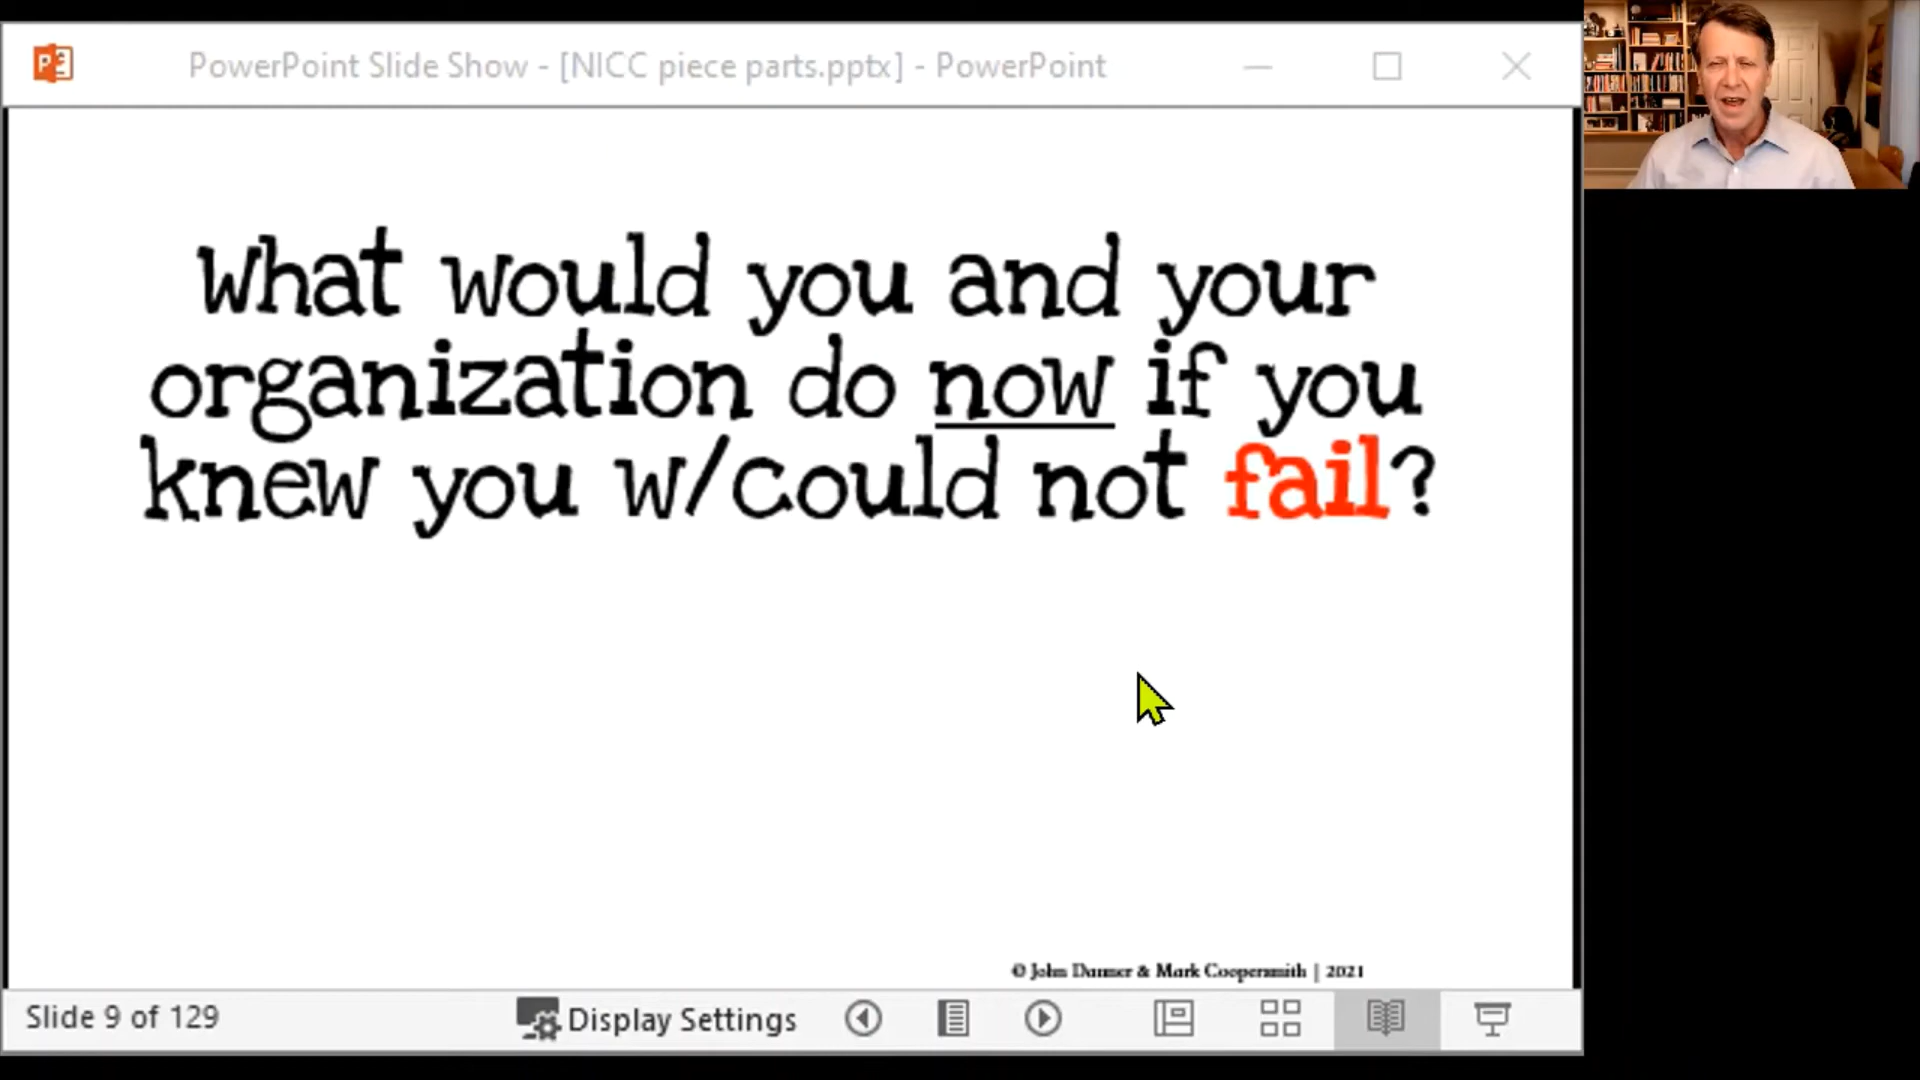 PowerPoint Slide Show - [NICC piece parts.pptx] - PowerPoint
What would you and your
organization do now if you
knew you w/could not fail?
© John Danner & Mark Coopersmith | 2021
Slide 9 of 129
Display Settings